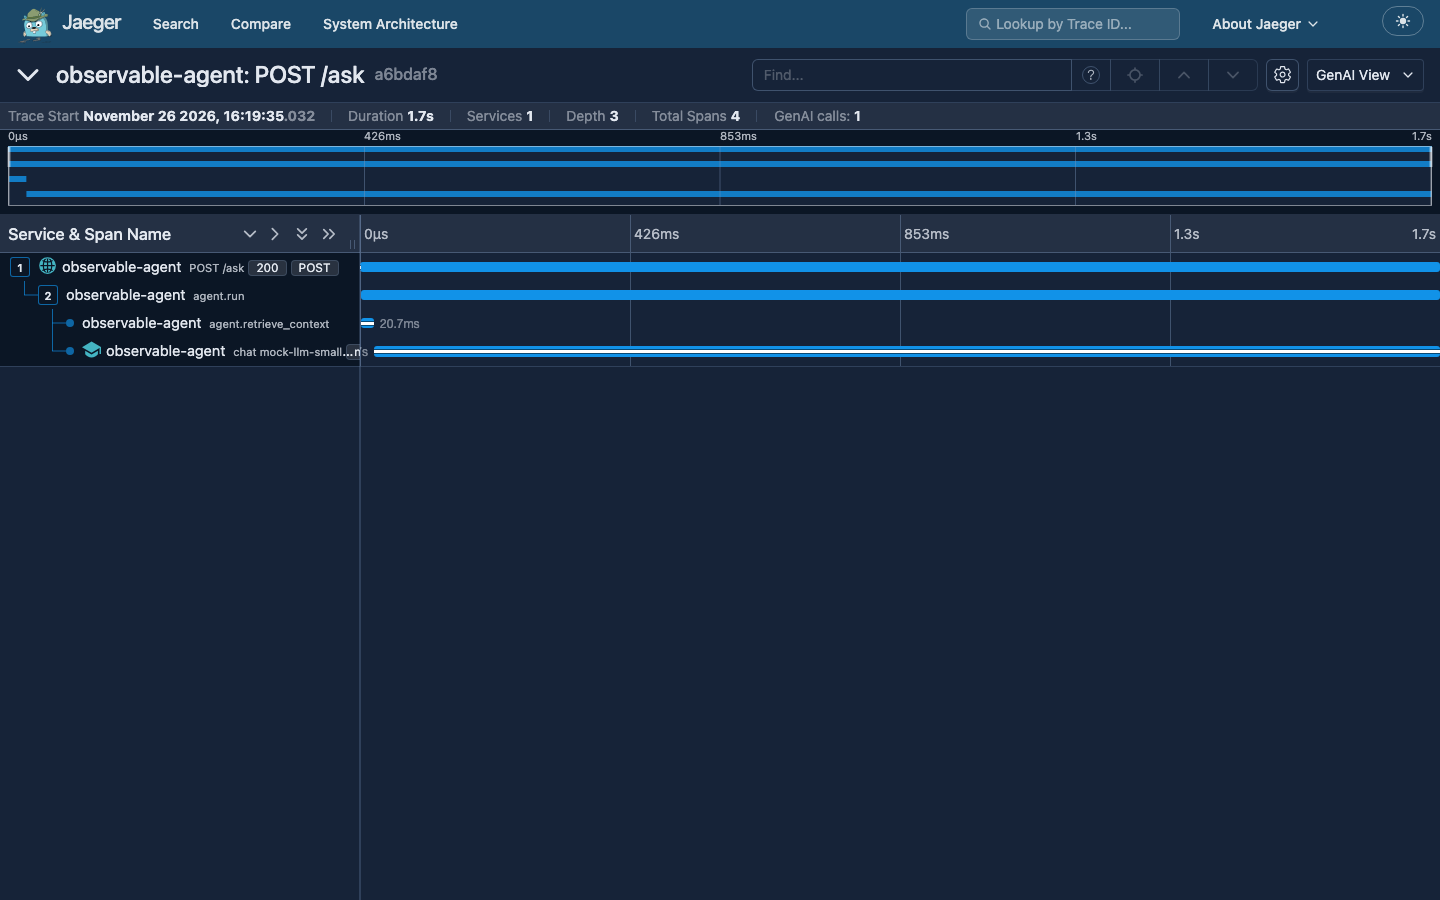 Jaeger Search Compare System Architecture Lookup by Trace ID... About Jaeger
observable-agent: POST /ask a6bdaf8 Find... ? GenAI View
Trace Start November 26 2026, 16:19:35.032 Duration 1.7s Services 1 Depth 3 Total Spans 4 GenAI calls: 1
0μs 426ms 853ms 1.3s 1.7s
Service & Span Name 0μs 426ms 853ms 1.3s 1.7s
1 observable-agent POST /ask 200 POST
2 observable-agent agent.run
observable-agent agent.retrieve_context 20.7ms
observable-agent chat mock-llm-small...